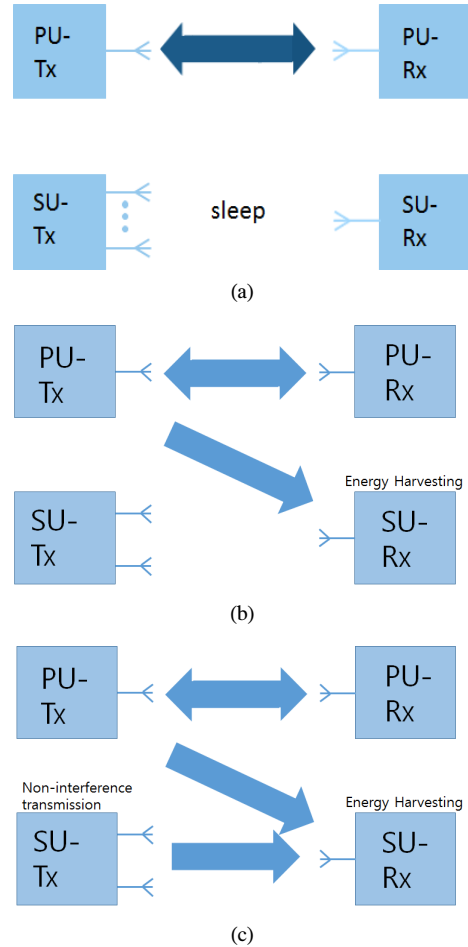 PU-
Tx
PU-
Rx
SU-
Tx
sleep
SU-
Rx
(a)
PU-
Tx
PU-
Rx
Energy Harvesting
SU-
Tx
SU-
Rx
(b)
PU-
Tx
PU-
Rx
Non-interference
transmission
Energy Harvesting
SU-
Tx
SU-
Rx
(c)